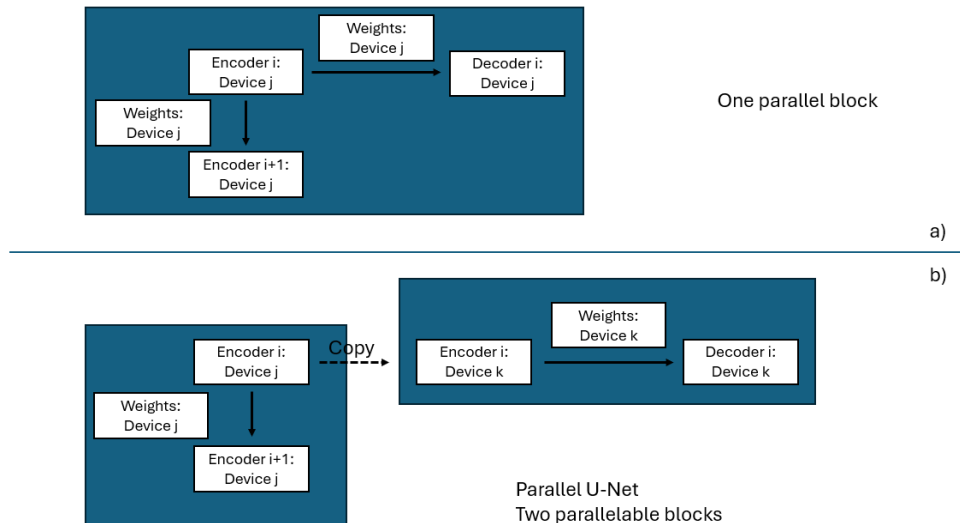 Weights:
Device j
Encoder i:
Device j
Decoder i:
Device j
Weights:
Device j
Encoder i+1:
Device j
One parallel block
a)
b)
Weights:
Device k
Encoder i:
Device j
Copy
Encoder i:
Device k
Decoder i:
Device k
Weights:
Device j
Encoder i+1:
Device j
Parallel U-Net
Two parallelable blocks